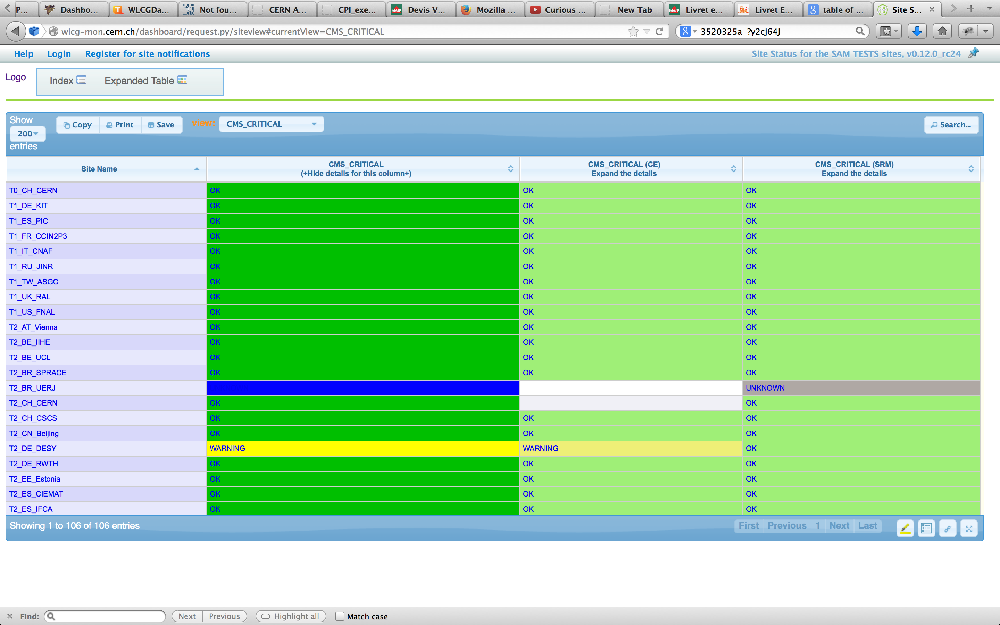 P... Dashbo... WLCGDa... Not fou... CERN A... CPI_exe... Devis V... Mozilla ... Curious ... New Tab Livret e... Livret E... table of ... Site S...
wlcg-mon.cern.ch/dashboard/request.py/siteview#currentView=CMS_CRITICAL 3520325a ?y2cj64J
Help Login Register for site notifications Site Status for the SAM TESTS sites, v0.12.0_rc24
Logo Index Expanded Table
Show
200
entries
Copy Print Save view: CMS_CRITICAL Search...
Site Name CMS_CRITICAL CMS_CRITICAL (CE) CMS_CRITICAL (SRM)
(+Hide details for this column+) Expand the details Expand the details
T0_CH_CERN OK OK OK
T1_DE_KIT OK OK OK
T1_ES_PIC OK OK OK
T1_FR_CCIN2P3 OK OK OK
T1_IT_CNAF OK OK OK
T1_RU_JINR OK OK OK
T1_TW_ASGC OK OK OK
T1_UK_RAL OK OK OK
T1_US_FNAL OK OK OK
T2_AT_Vienna OK OK OK
T2_BE_IIHE OK OK OK
T2_BE_UCL OK OK OK
T2_BR_SPRACE OK OK OK
T2_BR_UERJ UNKNOWN
T2_CH_CERN OK OK
T2_CH_CSCS OK OK OK
T2_CN_Beijing OK OK OK
T2_DE_DESY WARNING WARNING OK
T2_DE_RWTH OK OK OK
T2_EE_Estonia OK OK OK
T2_ES_CIEMAT OK OK OK
T2_ES_IFCA OK OK OK
Showing 1 to 106 of 106 entries First Previous 1 Next Last
Find: Next Previous Highlight all Match case